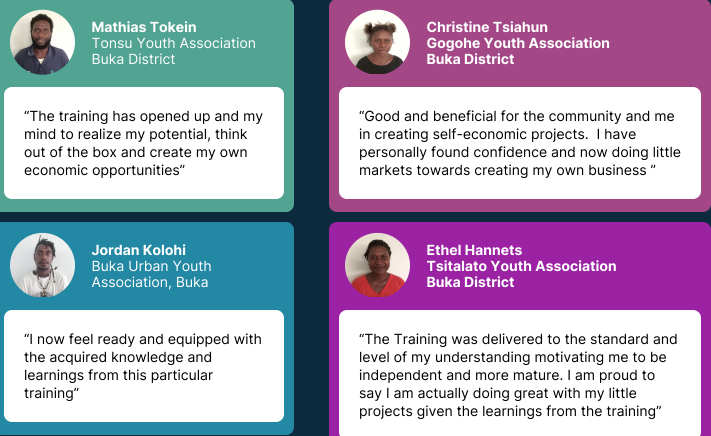 Mathias Tokein
Tonsu Youth Association
Buka District
“The training has opened up and my
mind to realize my potential, think
out of the box and create my own
economic opportunities”
Christine Tsiahun
Gogohe Youth Association
Buka District
“Good and beneficial for the community and me
in creating self-economic projects.  I have
personally found confidence and now doing little
markets towards creating my own business ”
Jordan Kolohi
Buka Urban Youth
Association, Buka
“I now feel ready and equipped with
the acquired knowledge and
learnings from this particular
training”
Ethel Hannets
Tsitalato Youth Association
Buka District
“The Training was delivered to the standard and
level of my understanding motivating me to be
independent and more mature. I am proud to
say I am actually doing great with my little
projects given the learnings from the training”